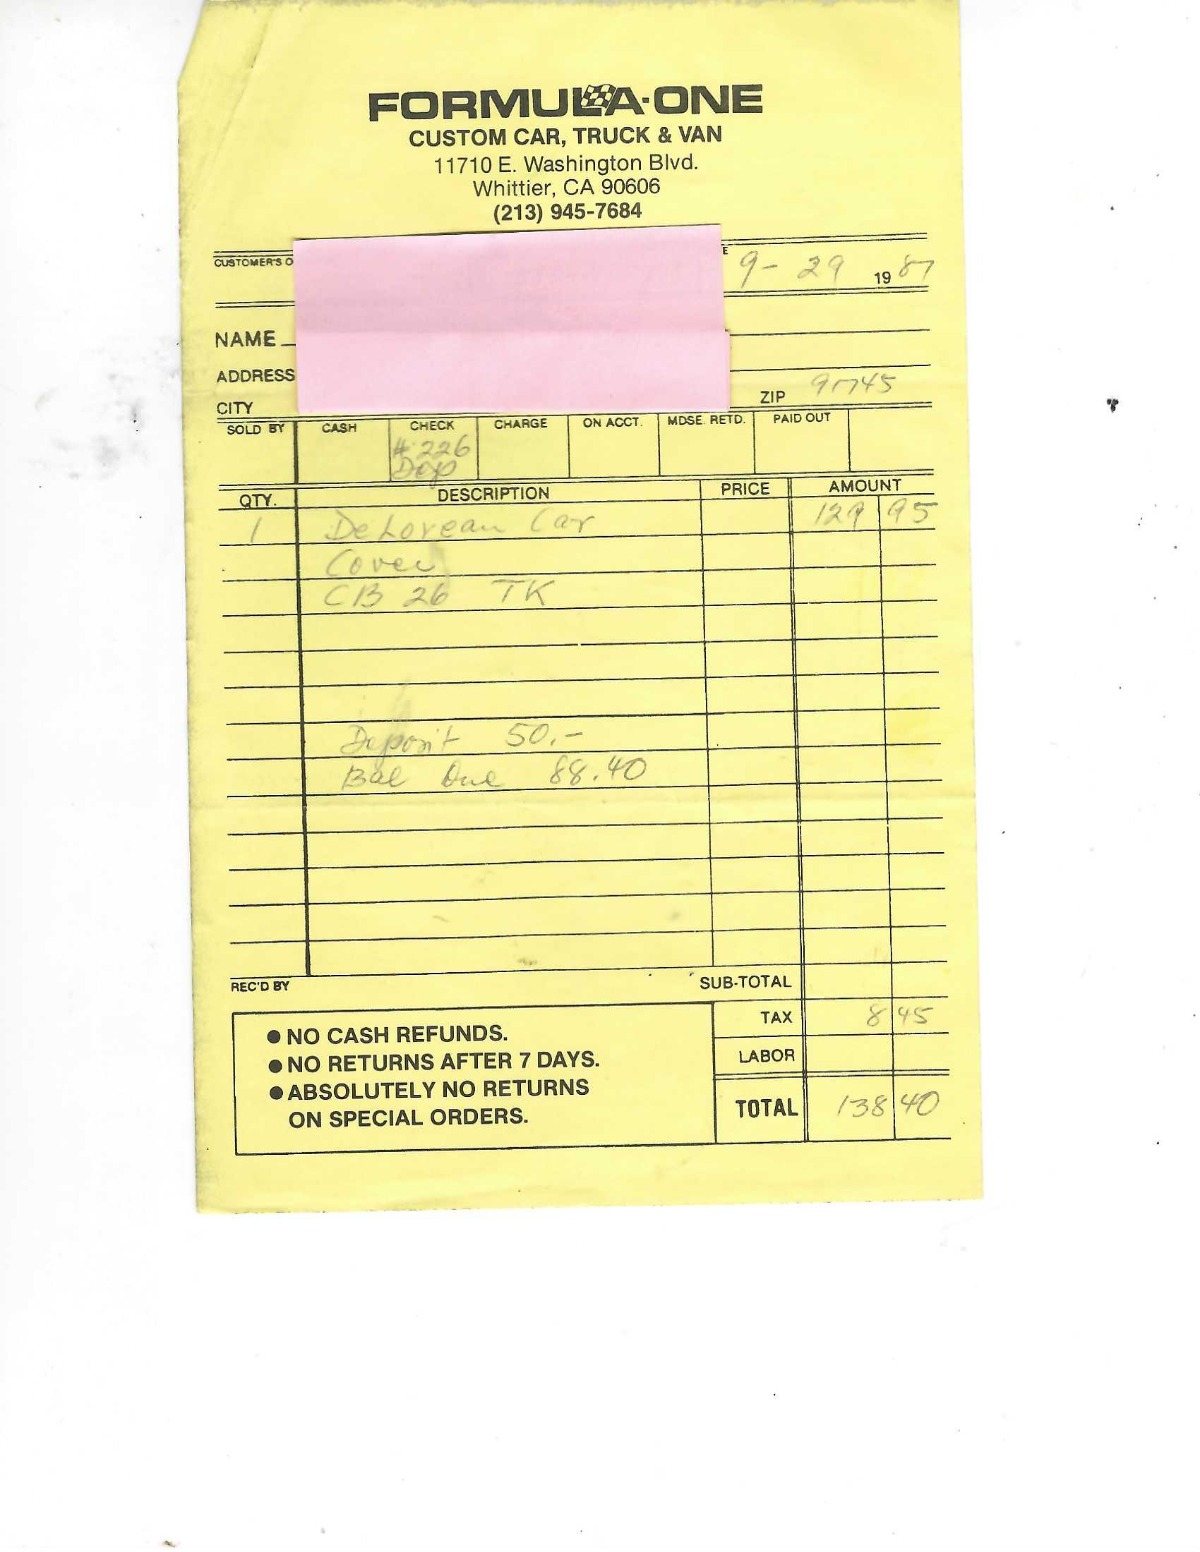 FORMULA-ONE
CUSTOM CAR, TRUCK & VAN
11710 E. Washington Blvd.
Whittier, CA 90606
(213) 945-7684
CUSTOMER'S O E 9-29 1987
NAME
ADDRESS
CITY ZIP 91745
SOLD BY CASH CHECK CHARGE ON ACCT. MDSE. RETD. PAID OUT
#226
Dep
QTY. DESCRIPTION PRICE AMOUNT
1 DeLorean Car 129 95
Cover
CB 26 TK
Deposit 50.-
Bal Due 88.40
REC'D BY SUB-TOTAL
TAX 8 45
LABOR
TOTAL 138 40
● NO CASH REFUNDS.
● NO RETURNS AFTER 7 DAYS.
● ABSOLUTELY NO RETURNS
ON SPECIAL ORDERS.